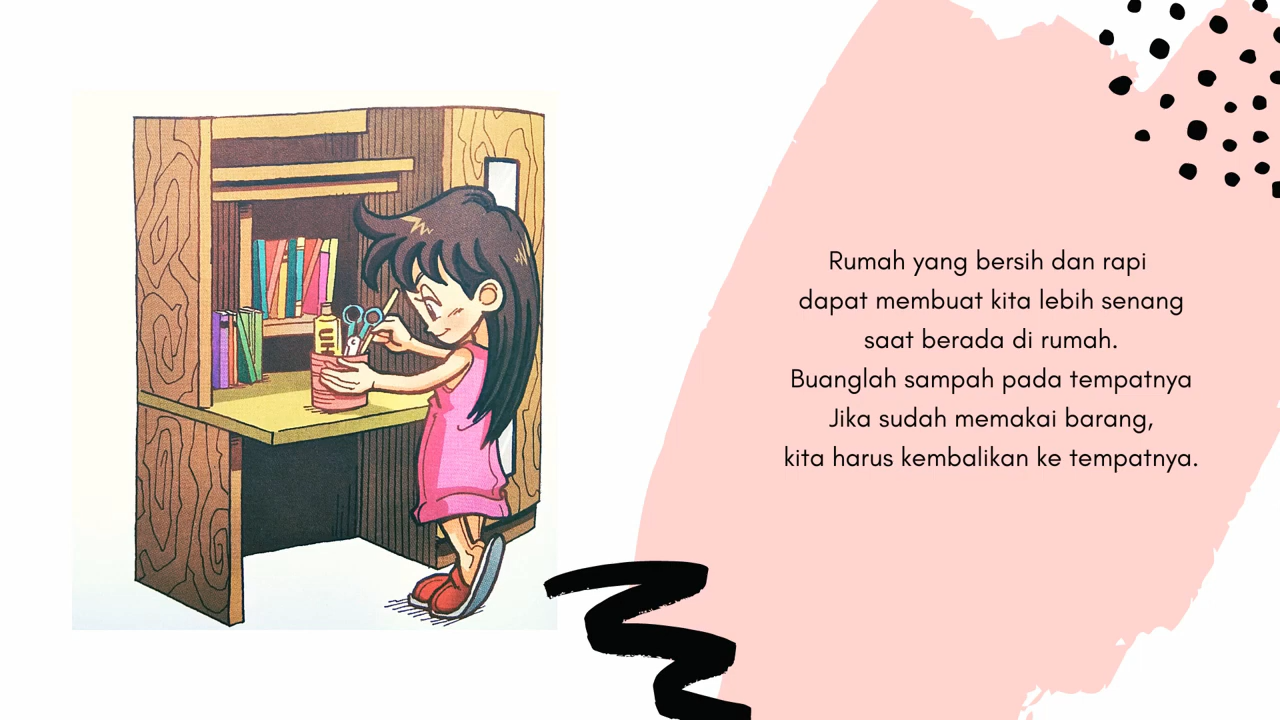 Rumah yang bersih dan rapi
dapat membuat kita lebih senang
saat berada di rumah.
Buanglah sampah pada tempatnya
Jika sudah memakai barang,
kita harus kembalikan ke tempatnya.